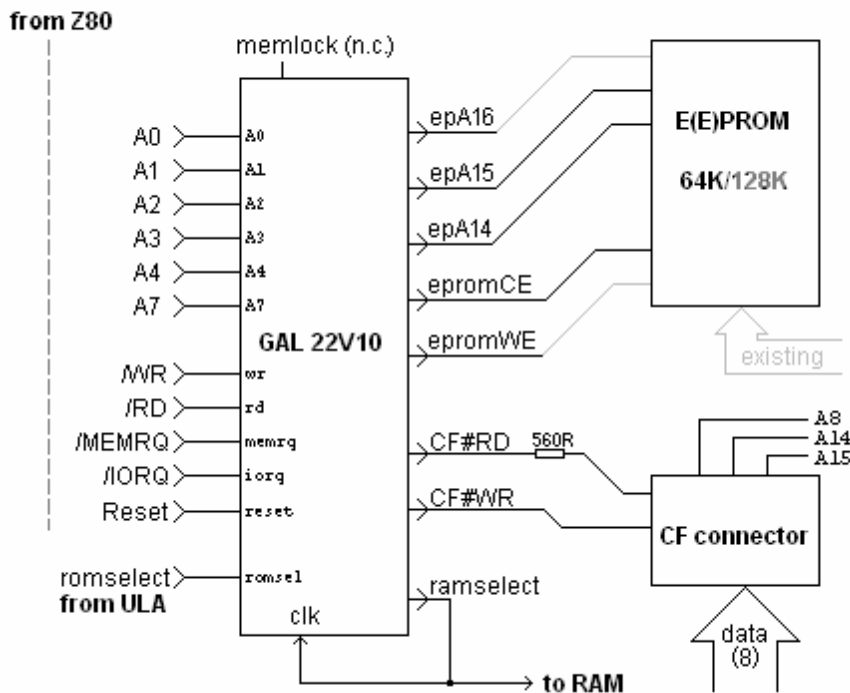 from Z80
memlock (n.c.)
A0
A1
A2
A3
A4
A7
/WR
/RD
/MEMRQ
/IORQ
Reset
romselect
from ULA
A0
A1
A2
A3
A4
A7
GAL 22V10
wr
rd
memrq
iorq
reset
romsel
clk
epA16
epA15
epA14
epromCE
epromWE
CF#RD
560R
CF#WR
ramselect
to RAM
E(E)PROM
64K/128K
existing
A8
A14
A15
CF connector
data
(8)